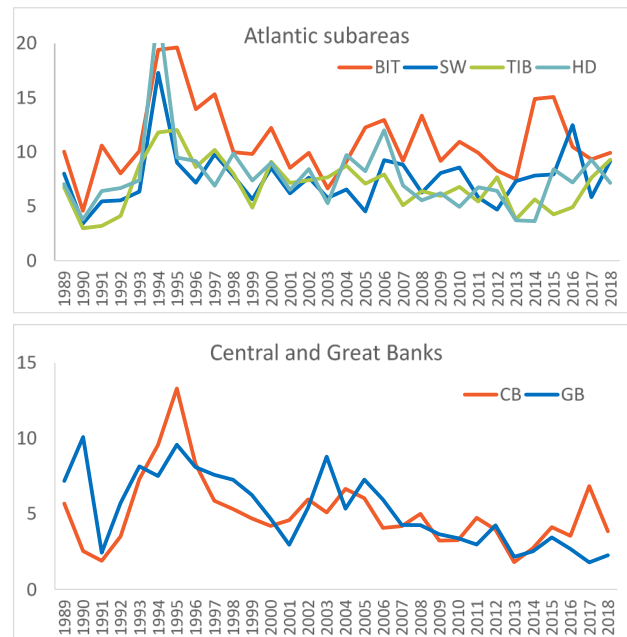 Atlantic subareas
BIT SW TIB HD
20
15
10
5
0
1989 1990 1991 1992 1993 1994 1995 1996 1997 1998 1999 2000 2001 2002 2003 2004 2005 2006 2007 2008 2009 2010 2011 2012 2013 2014 2015 2016 2017 2018
Central and Great Banks
CB GB
15
10
5
0
1989 1990 1991 1992 1993 1994 1995 1996 1997 1998 1999 2000 2001 2002 2003 2004 2005 2006 2007 2008 2009 2010 2011 2012 2013 2014 2015 2016 2017 2018